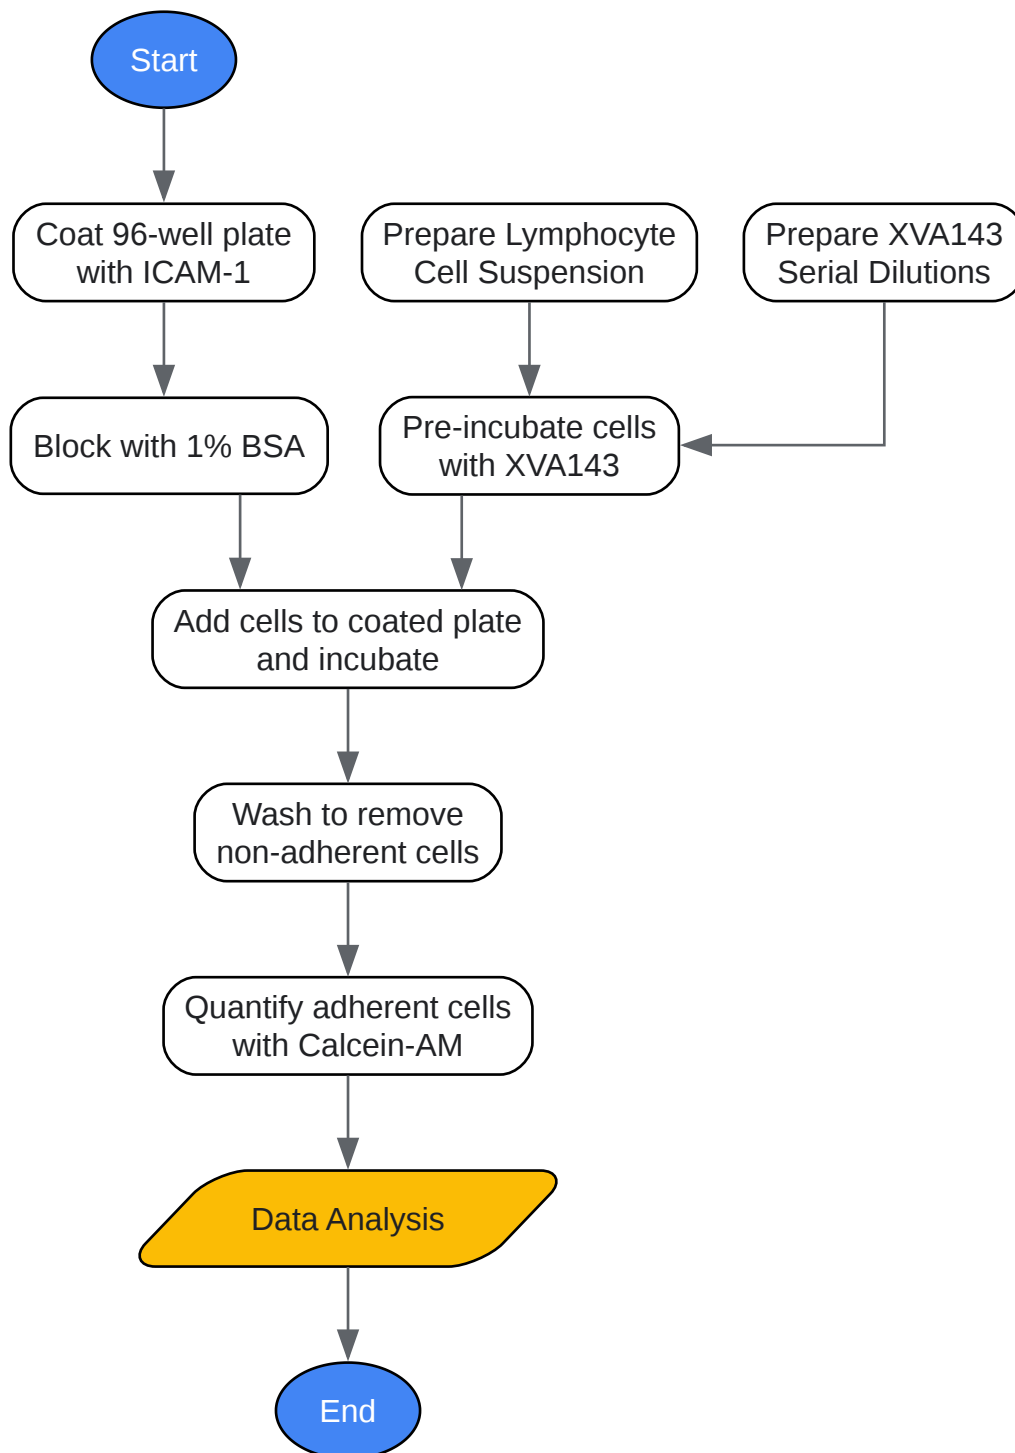 Start
Coat 96-well plate
with ICAM-1
Prepare Lymphocyte
Cell Suspension
Prepare XVA143
Serial Dilutions
Block with 1% BSA
Pre-incubate cells
with XVA143
Add cells to coated plate
and incubate
Wash to remove
non-adherent cells
Quantify adherent cells
with Calcein-AM
Data Analysis
End